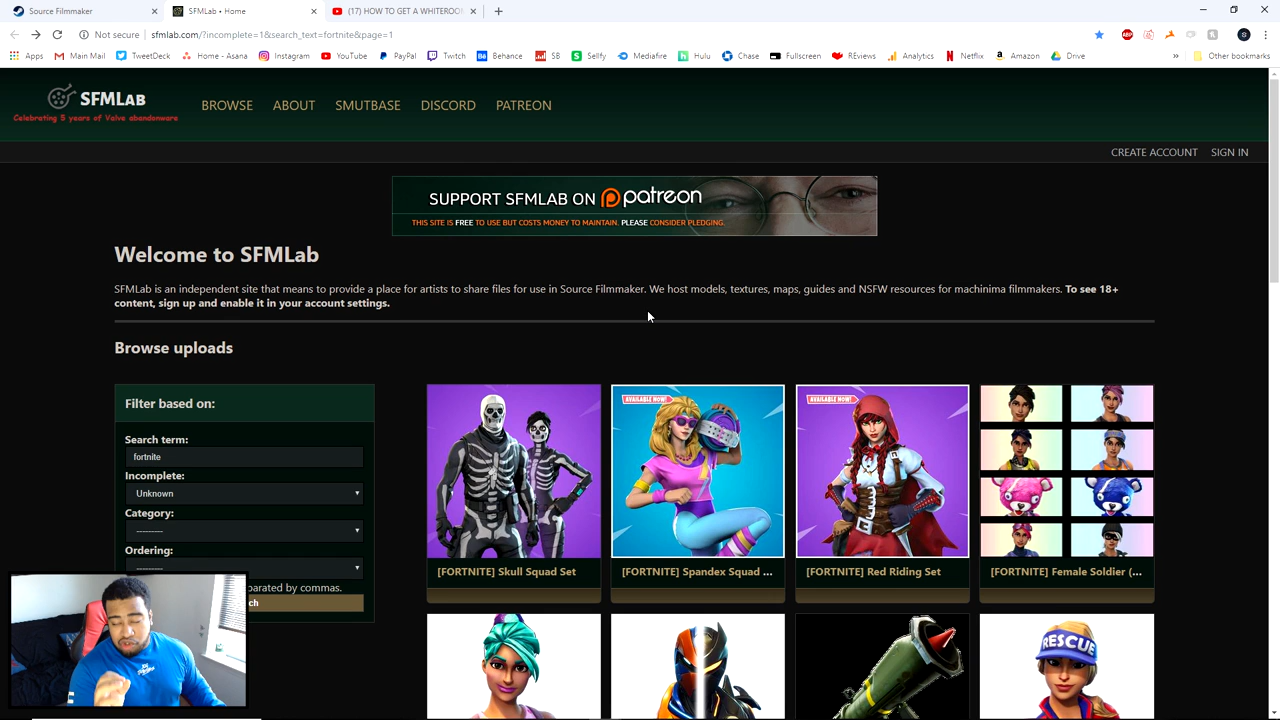 Source Filmmaker
SFMLab • Home
(17) HOW TO GET A WHITEROOM
Not secure
sfmlab.com/?incomplete=1&search_text=fortnite&page=1
ABP
S
Apps
Main Mail
TweetDeck
Home - Asana
Instagram
YouTube
PayPal
Twitch
Behance
SB
Sellfy
Mediafire
Hulu
Chase
Fullscreen
REviews
Analytics
Netflix
Amazon
Drive
»
Other bookmarks
SFMLAB
Celebrating 5 years of Valve abandonware
BROWSE
ABOUT
SMUTBASE
DISCORD
PATREON
CREATE ACCOUNT
SIGN IN
SUPPORT SFMLAB ON patreon
THIS SITE IS FREE TO USE BUT COSTS MONEY TO MAINTAIN. PLEASE CONSIDER PLEDGING.
Welcome to SFMLab
SFMLab is an independent site that means to provide a place for artists to share files for use in Source Filmmaker. We host models, textures, maps, guides and NSFW resources for machinima filmmakers. To see 18+
content, sign up and enable it in your account settings.
Browse uploads
Filter based on:
Search term:
fortnite
Incomplete:
Unknown
Category:
---------
Ordering:
---------
parated by commas.
ch
AVAILABLE NOW!
AVAILABLE NOW!
[FORTNITE] Skull Squad Set
[FORTNITE] Spandex Squad ...
[FORTNITE] Red Riding Set
[FORTNITE] Female Soldier (...
RESCUE